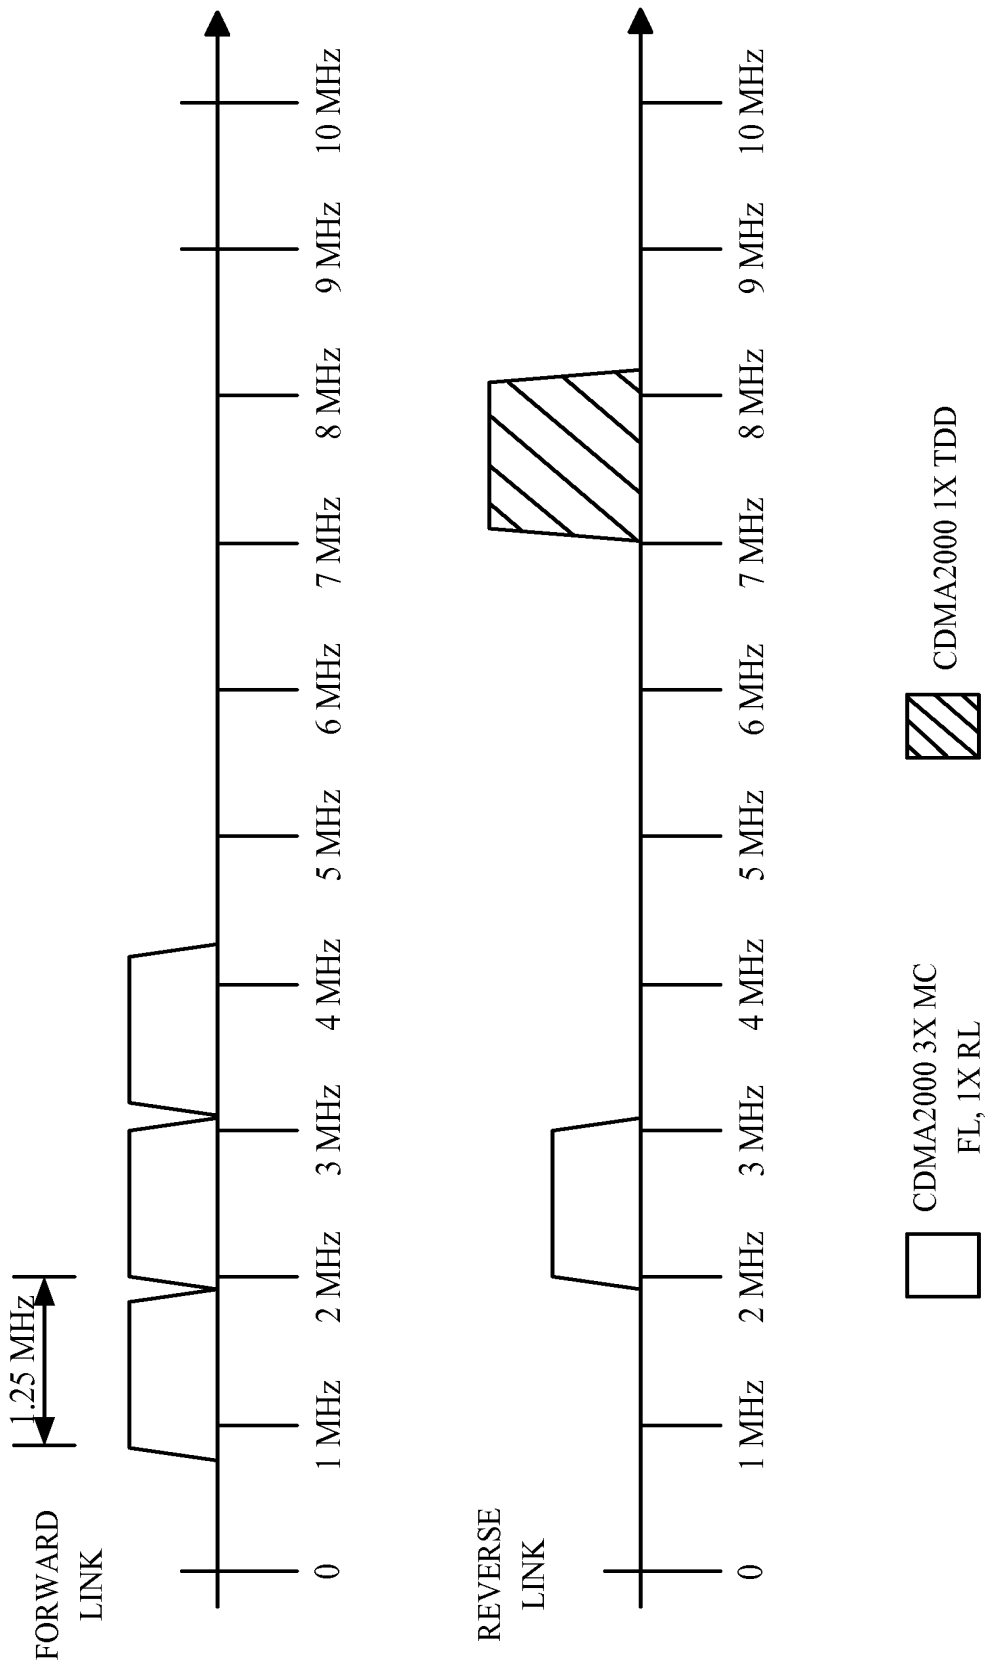 FORWARD
LINK
1.25 MHz
0
1 MHz
2 MHz
3 MHz
4 MHz
5 MHz
6 MHz
7 MHz
8 MHz
9 MHz
10 MHz
REVERSE
LINK
0
1 MHz
2 MHz
3 MHz
4 MHz
5 MHz
6 MHz
7 MHz
8 MHz
9 MHz
10 MHz
CDMA2000 3X MC
FL, 1X RL
CDMA2000 1X TDD